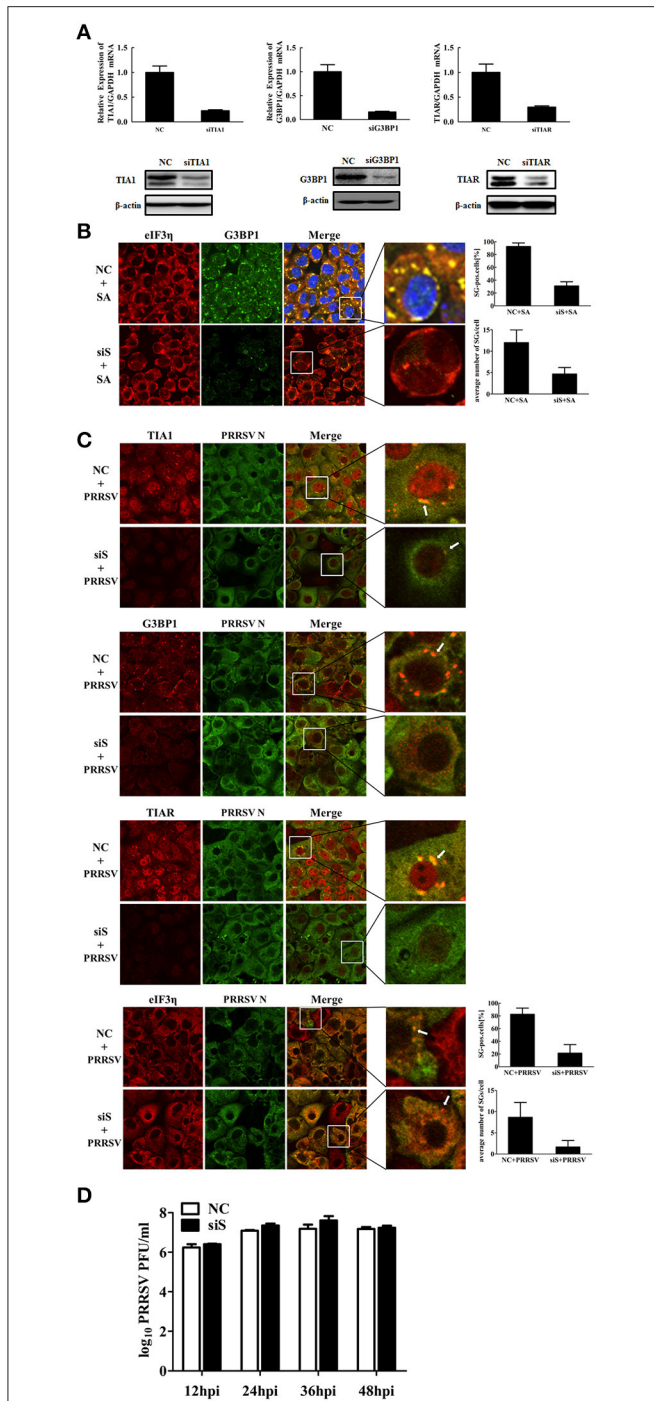 A
Relative Expression of
TIA1/GAPDH mRNA
1.5
1.0
0.5
0.0
NC
siTIA1
Relative Expression of
G3BP1/GAPDH mRNA
1.5
1.0
0.5
0.0
NC
siG3BP1
TIAR/GAPDH mRNA
1.5
1.0
0.5
0.0
NC
siTIAR
NC siTIA1
TIA1
β-actin
NC siG3BP1
G3BP1
β-actin
NC siTIAR
TIAR
β-actin
B
eIF3η G3BP1 Merge
NC
+
SA
siS
+
SA
SG-pos.cells[%]
100
80
60
40
20
0
NC+SA siS+SA
average number of SGs/cell
15
10
5
0
NC+SA siS+SA
C
TIA1 PRRSV N Merge
NC
+
PRRSV
siS
+
PRRSV
G3BP1 PRRSV N Merge
NC
+
PRRSV
siS
+
PRRSV
TIAR PRRSV N Merge
NC
+
PRRSV
siS
+
PRRSV
eIF3η PRRSV N Merge
NC
+
PRRSV
siS
+
PRRSV
SG-pos.cells[%]
100
80
60
40
20
0
NC+PRRSV siS+PRRSV
average number of SGs/cell
15
10
5
0
NC+PRRSV siS+PRRSV
D
log10 PRRSV PFU/ml
8
6
4
2
0
NC
siS
12hpi 24hpi 36hpi 48hpi